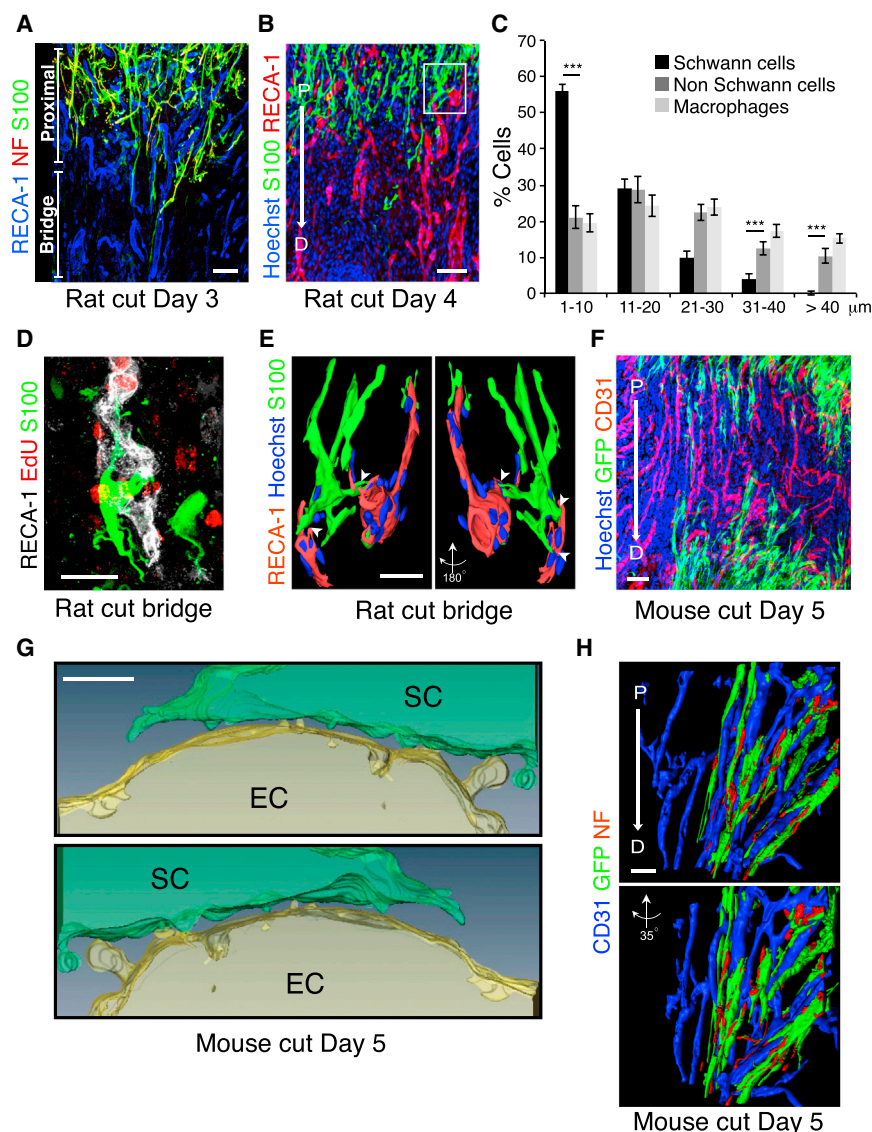 A
RECA-1 NF S100
Proximal
Bridge
Rat cut Day 3
B
Hoechst S100 RECA-1
P
D
Rat cut Day 4
C
% Cells
70
60
50
40
30
20
10
0
***
***
***
Schwann cells
Non Schwann cells
Macrophages
1-10 11-20 21-30 31-40 > 40 μm
D
RECA-1 EdU S100
Rat cut bridge
E
RECA-1 Hoechst S100
180°
Rat cut bridge
F
Hoechst GFP CD31
P
D
Mouse cut Day 5
G
SC
EC
SC
EC
Mouse cut Day 5
H
CD31 GFP NF
P
D
35°
Mouse cut Day 5